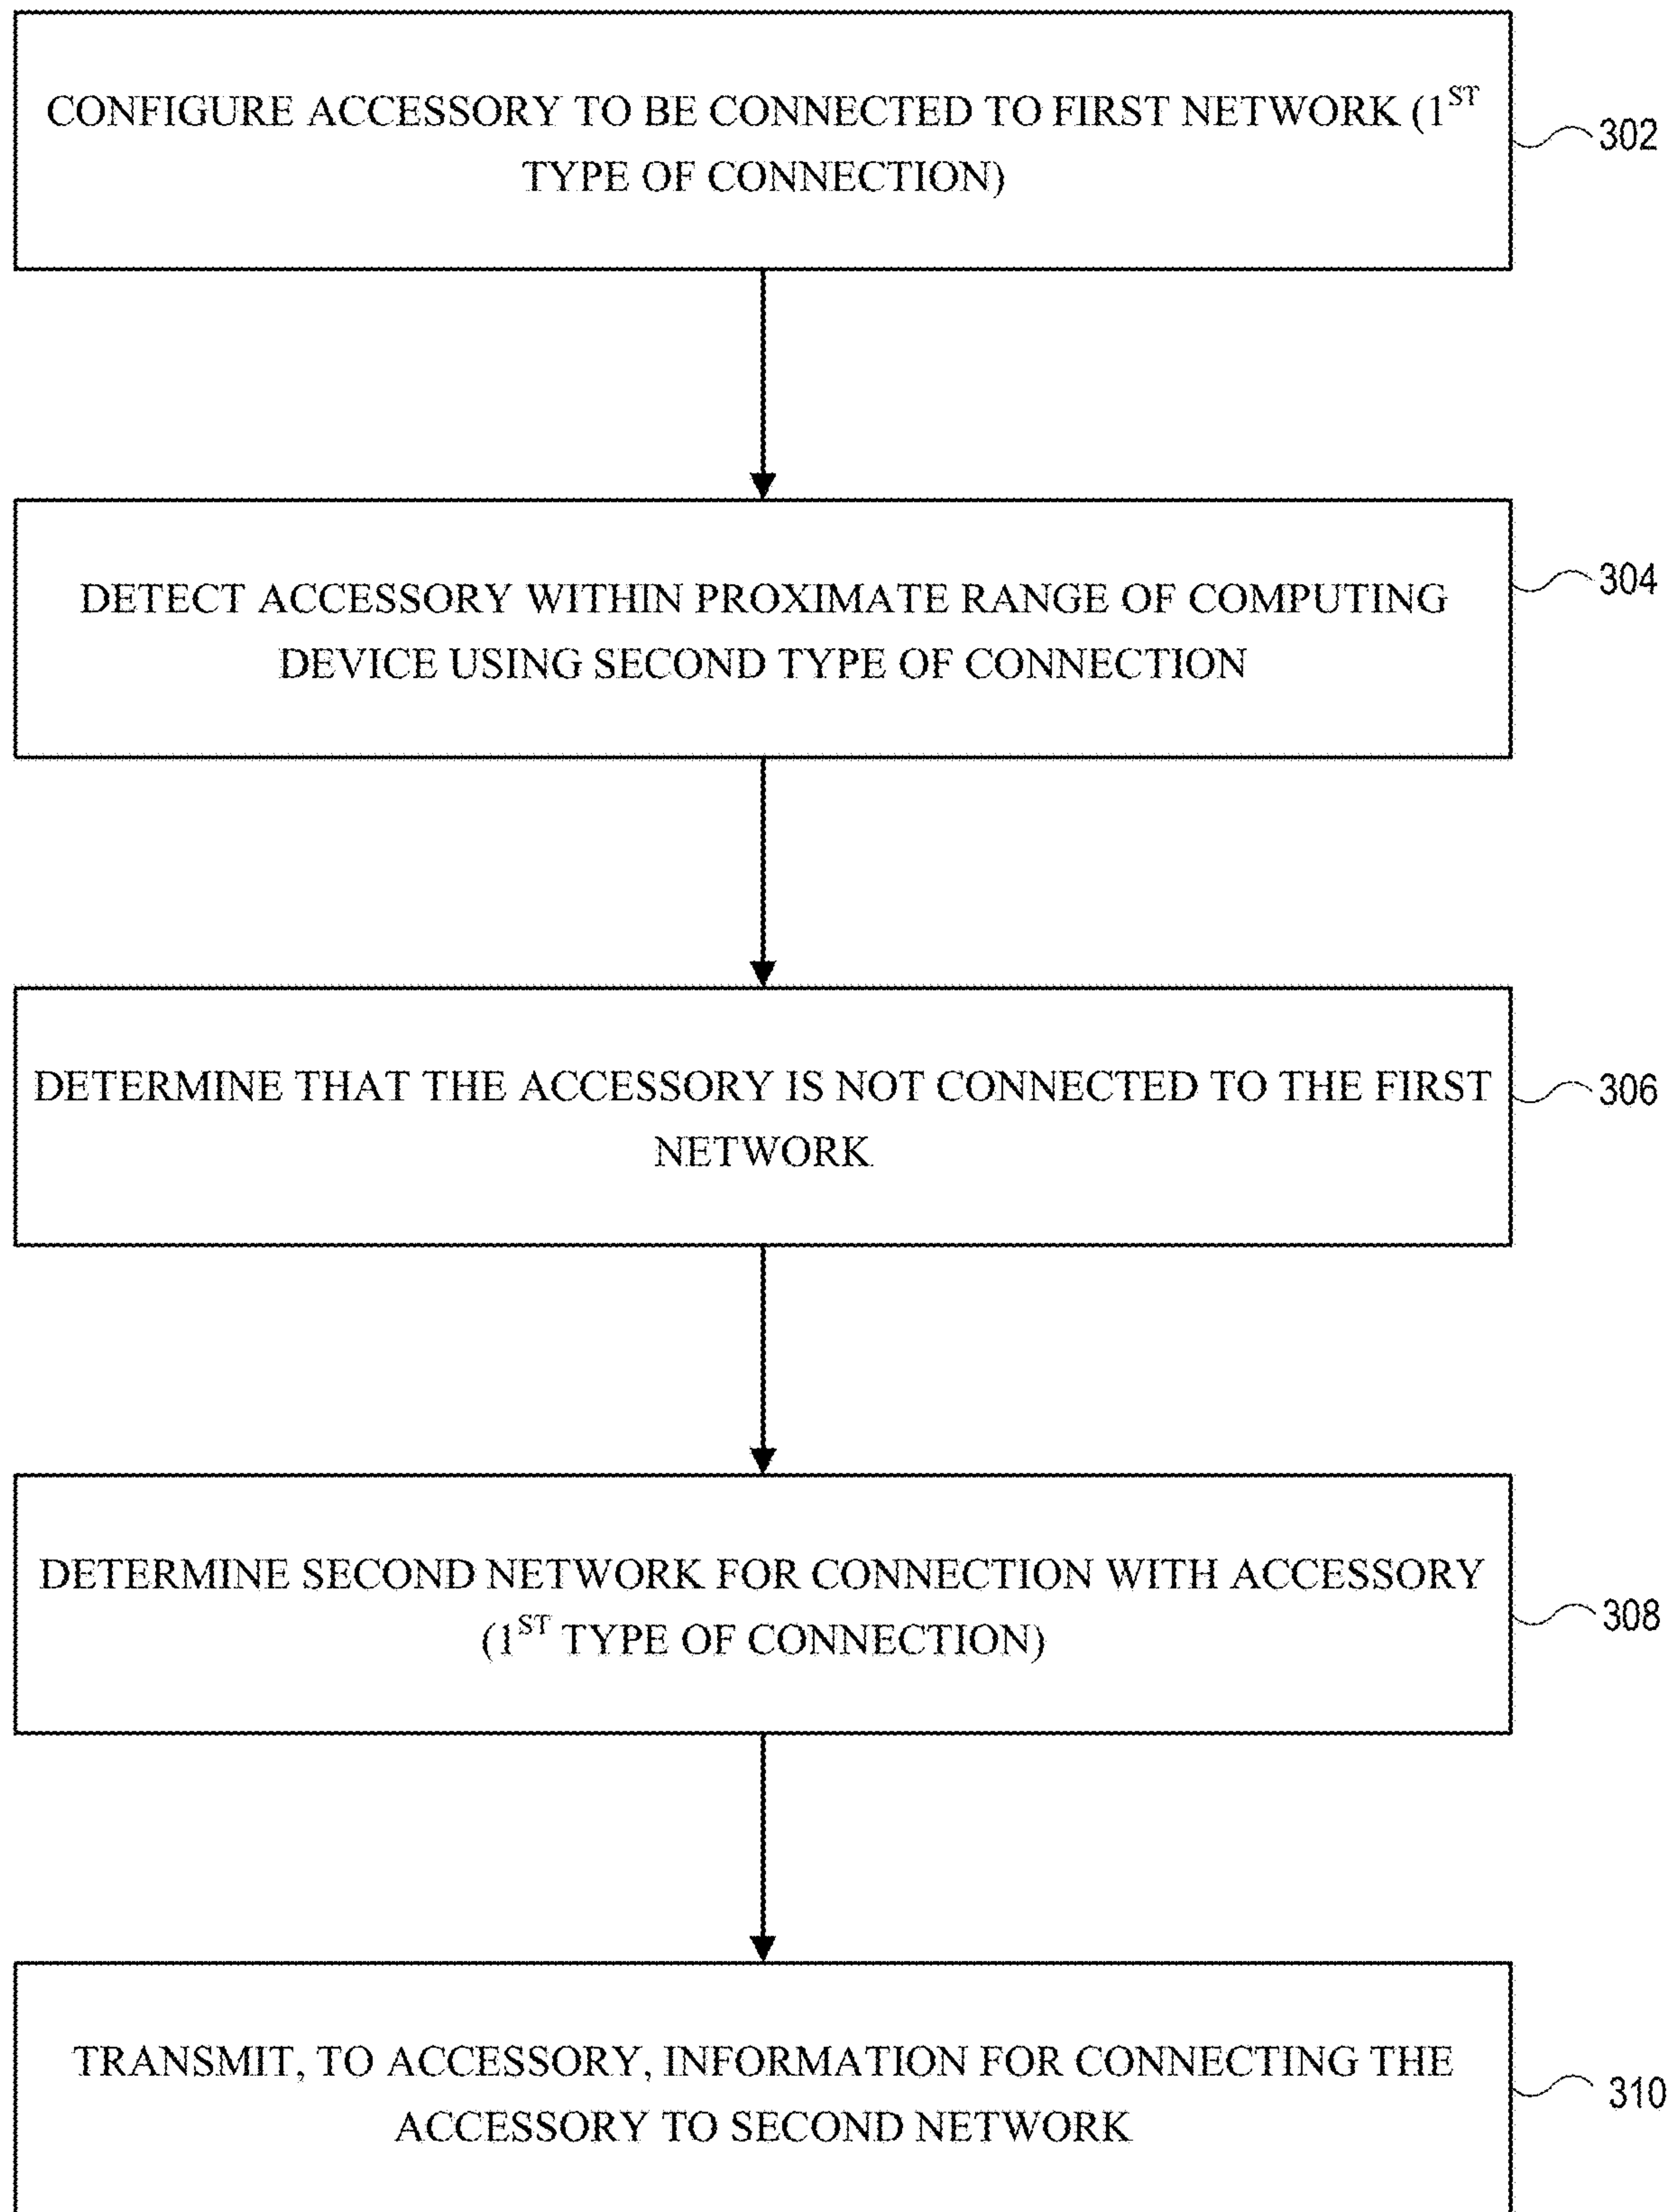 CONFIGURE ACCESSORY TO BE CONNECTED TO FIRST NETWORK (1ST
TYPE OF CONNECTION)
302
DETECT ACCESSORY WITHIN PROXIMATE RANGE OF COMPUTING
DEVICE USING SECOND TYPE OF CONNECTION
304
DETERMINE THAT THE ACCESSORY IS NOT CONNECTED TO THE FIRST
NETWORK
306
DETERMINE SECOND NETWORK FOR CONNECTION WITH ACCESSORY
(1ST TYPE OF CONNECTION)
308
TRANSMIT, TO ACCESSORY, INFORMATION FOR CONNECTING THE
ACCESSORY TO SECOND NETWORK
310